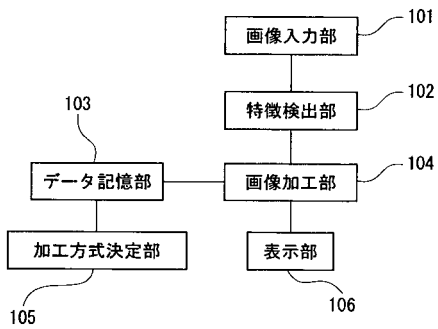 101
画像入力部
102
特徴検出部
103
104
データ記憶部
画像加工部
加工方式決定部
表示部
105
106